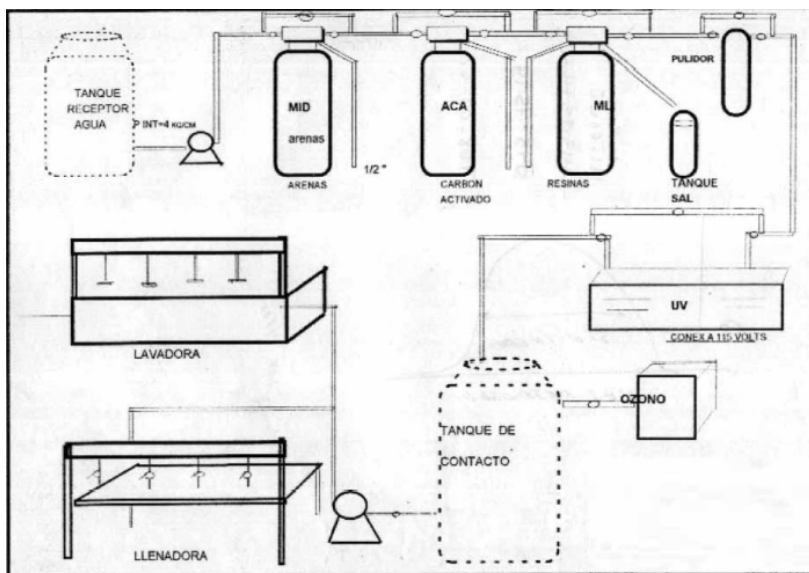 TANQUE
RECEPTOR
AGUA
P INT=4 KG/CM
MID
arenas
ARENAS
1/2"
ACA
CARBON
ACTIVADO
ML
RESINAS
PULIDOR
TANQUE
SAL
UV
CONEX A 115 VOLTS
LAVADORA
OZONO
TANQUE DE
CONTACTO
LLENADORA